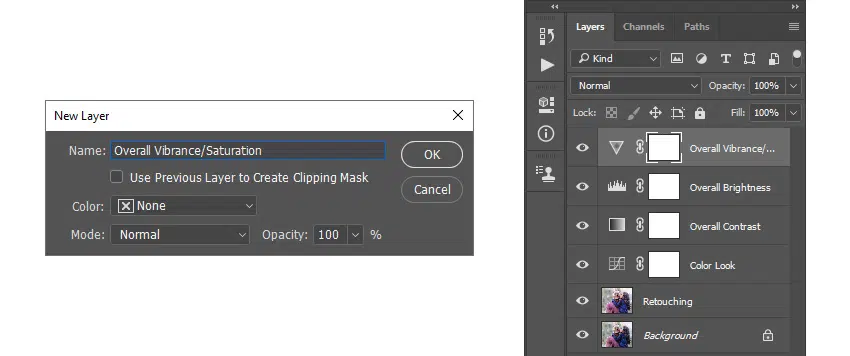 New Layer
Name: Overall Vibrance/Saturation
OK
Use Previous Layer to Create Clipping Mask
Cancel
Color: None
Mode: Normal Opacity: 100 %
Layers Channels Paths
Kind
Normal Opacity: 100%
Lock: Fill: 100%
Overall Vibrance/...
Overall Brightness
Overall Contrast
Color Look
Retouching
Background